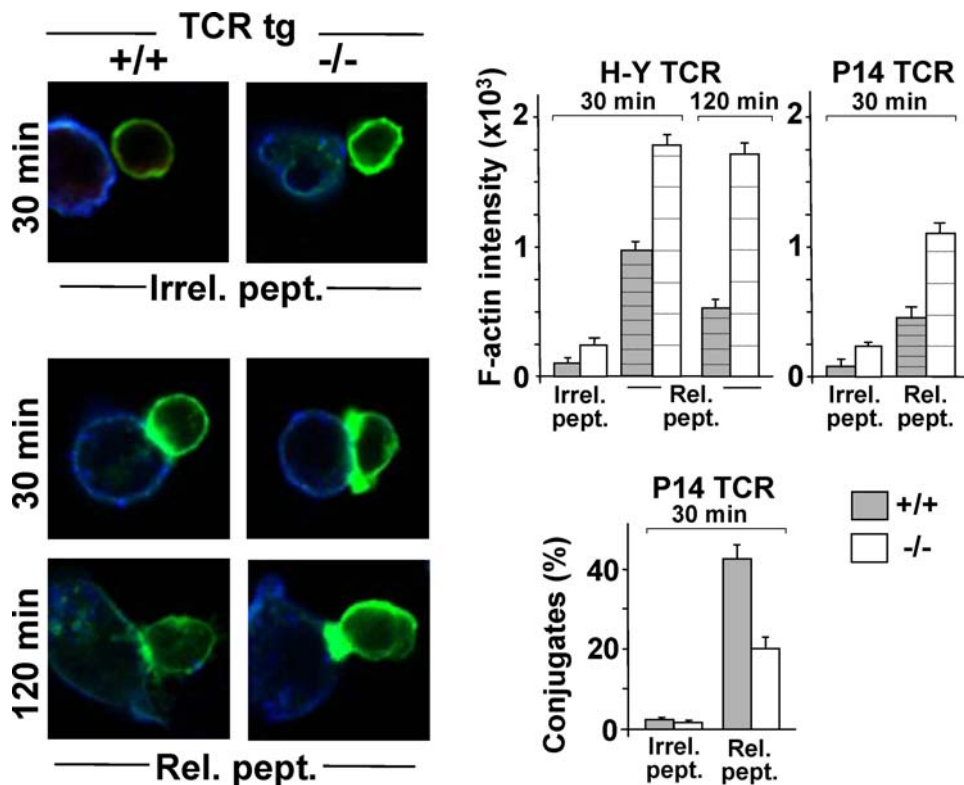 TCR tg
+/+ -/-
30 min
Irrel. pept.
30 min
120 min
Rel. pept.
H-Y TCR
30 min 120 min
F-actin intensity (x10³)
2
1
0
Irrel. pept.
Rel. pept.
P14 TCR
30 min
2
1
0
Irrel. pept.
Rel. pept.
P14 TCR
30 min
Conjugates (%)
40
20
0
Irrel. pept.
Rel. pept.
+/+
-/-